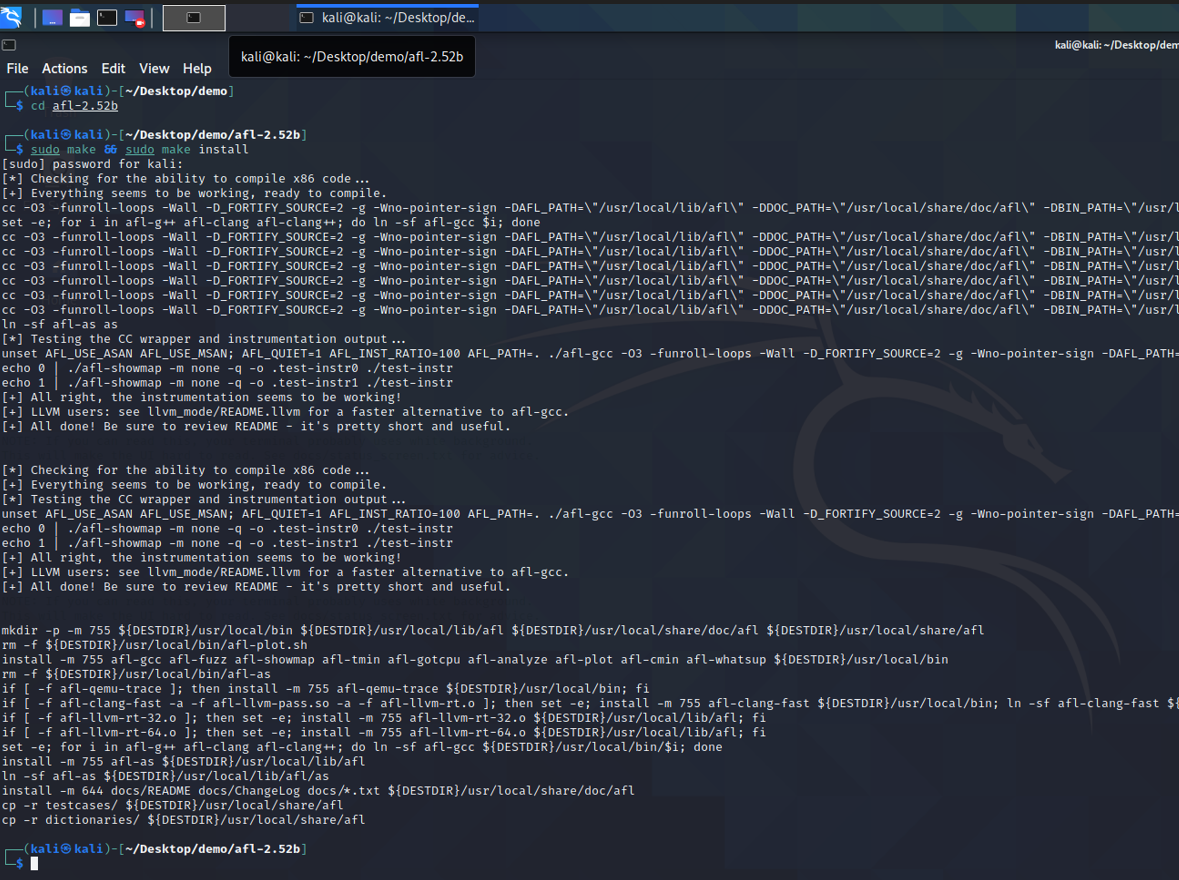 kali@kali: ~/Desktop/de...
kali@kali: ~/Desktop/dem
kali@kali: ~/Desktop/demo/afl-2.52b
File Actions Edit View Help
┌──(kali㉿kali)-[~/Desktop/demo]
└─$ cd afl-2.52b
┌──(kali㉿kali)-[~/Desktop/demo/afl-2.52b]
└─$ sudo make && sudo make install
[sudo] password for kali:
[*] Checking for the ability to compile x86 code...
[+] Everything seems to be working, ready to compile.
cc -O3 -funroll-loops -Wall -D_FORTIFY_SOURCE=2 -g -Wno-pointer-sign -DAFL_PATH=\"/usr/local/lib/afl\" -DDOC_PATH=\"/usr/local/share/doc/afl\" -DBIN_PATH=\"/usr/l
set -e; for i in afl-g++ afl-clang afl-clang++; do ln -sf afl-gcc $i; done
cc -O3 -funroll-loops -Wall -D_FORTIFY_SOURCE=2 -g -Wno-pointer-sign -DAFL_PATH=\"/usr/local/lib/afl\" -DDOC_PATH=\"/usr/local/share/doc/afl\" -DBIN_PATH=\"/usr/l
cc -O3 -funroll-loops -Wall -D_FORTIFY_SOURCE=2 -g -Wno-pointer-sign -DAFL_PATH=\"/usr/local/lib/afl\" -DDOC_PATH=\"/usr/local/share/doc/afl\" -DBIN_PATH=\"/usr/l
cc -O3 -funroll-loops -Wall -D_FORTIFY_SOURCE=2 -g -Wno-pointer-sign -DAFL_PATH=\"/usr/local/lib/afl\" -DDOC_PATH=\"/usr/local/share/doc/afl\" -DBIN_PATH=\"/usr/l
cc -O3 -funroll-loops -Wall -D_FORTIFY_SOURCE=2 -g -Wno-pointer-sign -DAFL_PATH=\"/usr/local/lib/afl\" -DDOC_PATH=\"/usr/local/share/doc/afl\" -DBIN_PATH=\"/usr/l
cc -O3 -funroll-loops -Wall -D_FORTIFY_SOURCE=2 -g -Wno-pointer-sign -DAFL_PATH=\"/usr/local/lib/afl\" -DDOC_PATH=\"/usr/local/share/doc/afl\" -DBIN_PATH=\"/usr/l
cc -O3 -funroll-loops -Wall -D_FORTIFY_SOURCE=2 -g -Wno-pointer-sign -DAFL_PATH=\"/usr/local/lib/afl\" -DDOC_PATH=\"/usr/local/share/doc/afl\" -DBIN_PATH=\"/usr/l
ln -sf afl-as as
[*] Testing the CC wrapper and instrumentation output...
unset AFL_USE_ASAN AFL_USE_MSAN; AFL_QUIET=1 AFL_INST_RATIO=100 AFL_PATH=. ./afl-gcc -O3 -funroll-loops -Wall -D_FORTIFY_SOURCE=2 -g -Wno-pointer-sign -DAFL_PATH=
echo 0 | ./afl-showmap -m none -q -o .test-instr0 ./test-instr
echo 1 | ./afl-showmap -m none -q -o .test-instr1 ./test-instr
[+] All right, the instrumentation seems to be working!
[+] LLVM users: see llvm_mode/README.llvm for a faster alternative to afl-gcc.
[+] All done! Be sure to review README - it's pretty short and useful.
[*] Checking for the ability to compile x86 code...
[+] Everything seems to be working, ready to compile.
[*] Testing the CC wrapper and instrumentation output...
unset AFL_USE_ASAN AFL_USE_MSAN; AFL_QUIET=1 AFL_INST_RATIO=100 AFL_PATH=. ./afl-gcc -O3 -funroll-loops -Wall -D_FORTIFY_SOURCE=2 -g -Wno-pointer-sign -DAFL_PATH=
echo 0 | ./afl-showmap -m none -q -o .test-instr0 ./test-instr
echo 1 | ./afl-showmap -m none -q -o .test-instr1 ./test-instr
[+] All right, the instrumentation seems to be working!
[+] LLVM users: see llvm_mode/README.llvm for a faster alternative to afl-gcc.
[+] All done! Be sure to review README - it's pretty short and useful.
mkdir -p -m 755 ${DESTDIR}/usr/local/bin ${DESTDIR}/usr/local/lib/afl ${DESTDIR}/usr/local/share/doc/afl ${DESTDIR}/usr/local/share/afl
rm -f ${DESTDIR}/usr/local/bin/afl-plot.sh
install -m 755 afl-gcc afl-fuzz afl-showmap afl-tmin afl-gotcpu afl-analyze afl-plot afl-cmin afl-whatsup ${DESTDIR}/usr/local/bin
rm -f ${DESTDIR}/usr/local/bin/afl-as
if [ -f afl-qemu-trace ]; then install -m 755 afl-qemu-trace ${DESTDIR}/usr/local/bin; fi
if [ -f afl-clang-fast -a -f afl-llvm-pass.so -a -f afl-llvm-rt.o ]; then set -e; install -m 755 afl-clang-fast ${DESTDIR}/usr/local/bin; ln -sf afl-clang-fast ${
if [ -f afl-llvm-rt-32.o ]; then set -e; install -m 755 afl-llvm-rt-32.o ${DESTDIR}/usr/local/lib/afl; fi
if [ -f afl-llvm-rt-64.o ]; then set -e; install -m 755 afl-llvm-rt-64.o ${DESTDIR}/usr/local/lib/afl; fi
set -e; for i in afl-g++ afl-clang afl-clang++; do ln -sf afl-gcc ${DESTDIR}/usr/local/bin/$i; done
install -m 755 afl-as ${DESTDIR}/usr/local/lib/afl
ln -sf afl-as ${DESTDIR}/usr/local/lib/afl/as
install -m 644 docs/README docs/ChangeLog docs/*.txt ${DESTDIR}/usr/local/share/doc/afl
cp -r testcases/ ${DESTDIR}/usr/local/share/afl
cp -r dictionaries/ ${DESTDIR}/usr/local/share/afl
┌──(kali㉿kali)-[~/Desktop/demo/afl-2.52b]
└─$